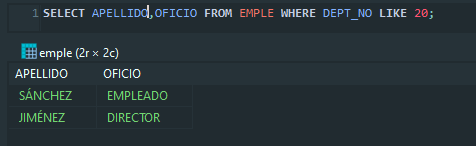 1 SELECT APELLIDO,OFICIO FROM EMPLE WHERE DEPT_NO LIKE 20;
emple (2r × 2c)
APELLIDO OFICIO
SÁNCHEZ EMPLEADO
JIMÉNEZ DIRECTOR